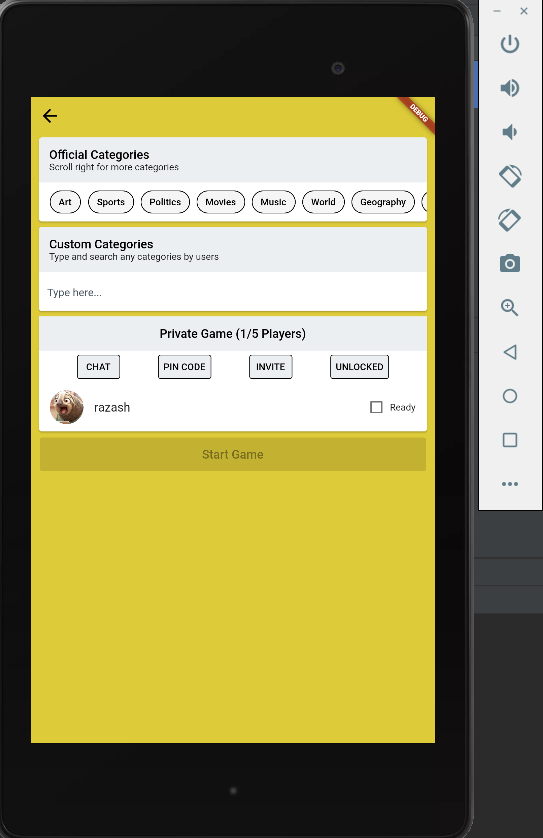 DEBUG
Official Categories
Scroll right for more categories
Art Sports Politics Movies Music World Geography
Custom Categories
Type and search any categories by users
Type here...
Private Game (1/5 Players)
CHAT PIN CODE INVITE UNLOCKED
razash Ready
Start Game